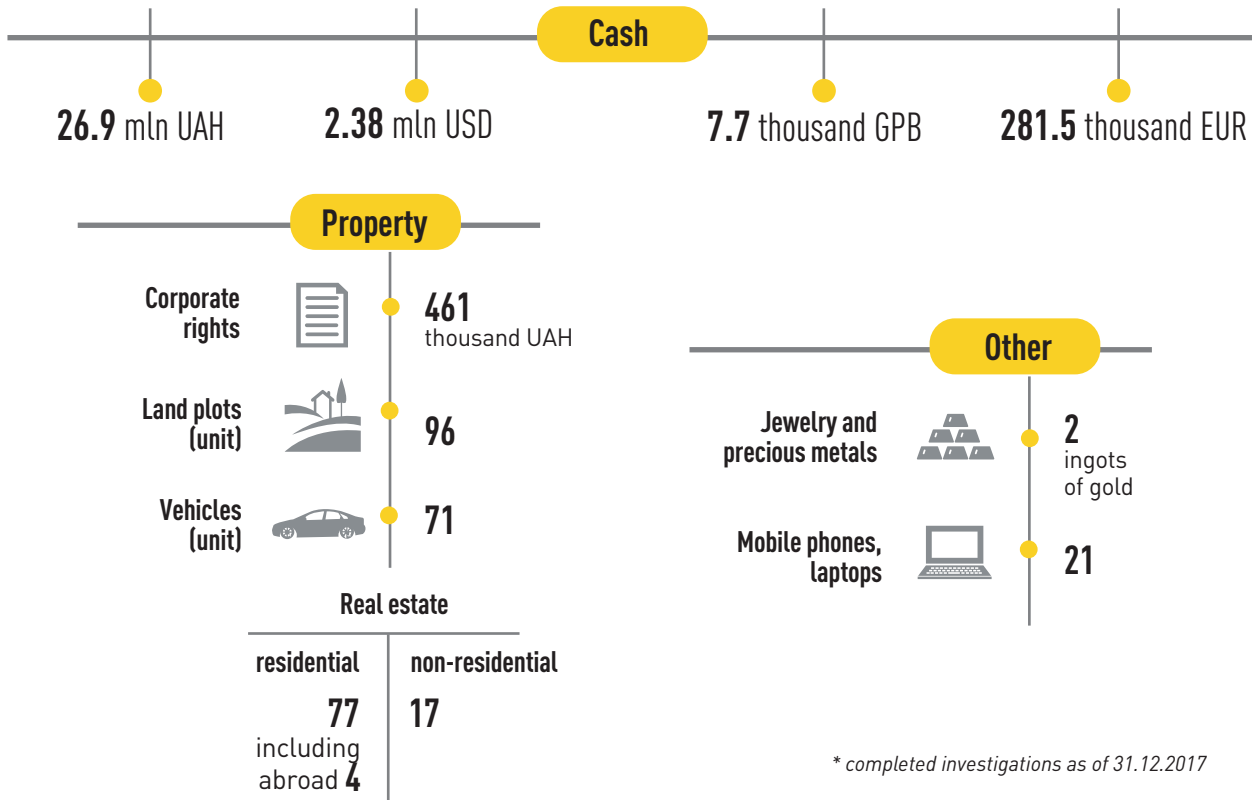 Cash
26.9 mln UAH
2.38 mln USD
7.7 thousand GPB
281.5 thousand EUR
Property
Corporate
rights
461
thousand UAH
Land plots
(unit)
96
Vehicles
(unit)
71
Real estate
residential
non-residential
77
including
abroad 4
17
Other
Jewelry and
precious metals
2
ingots
of gold
Mobile phones,
laptops
21
* completed investigations as of 31.12.2017